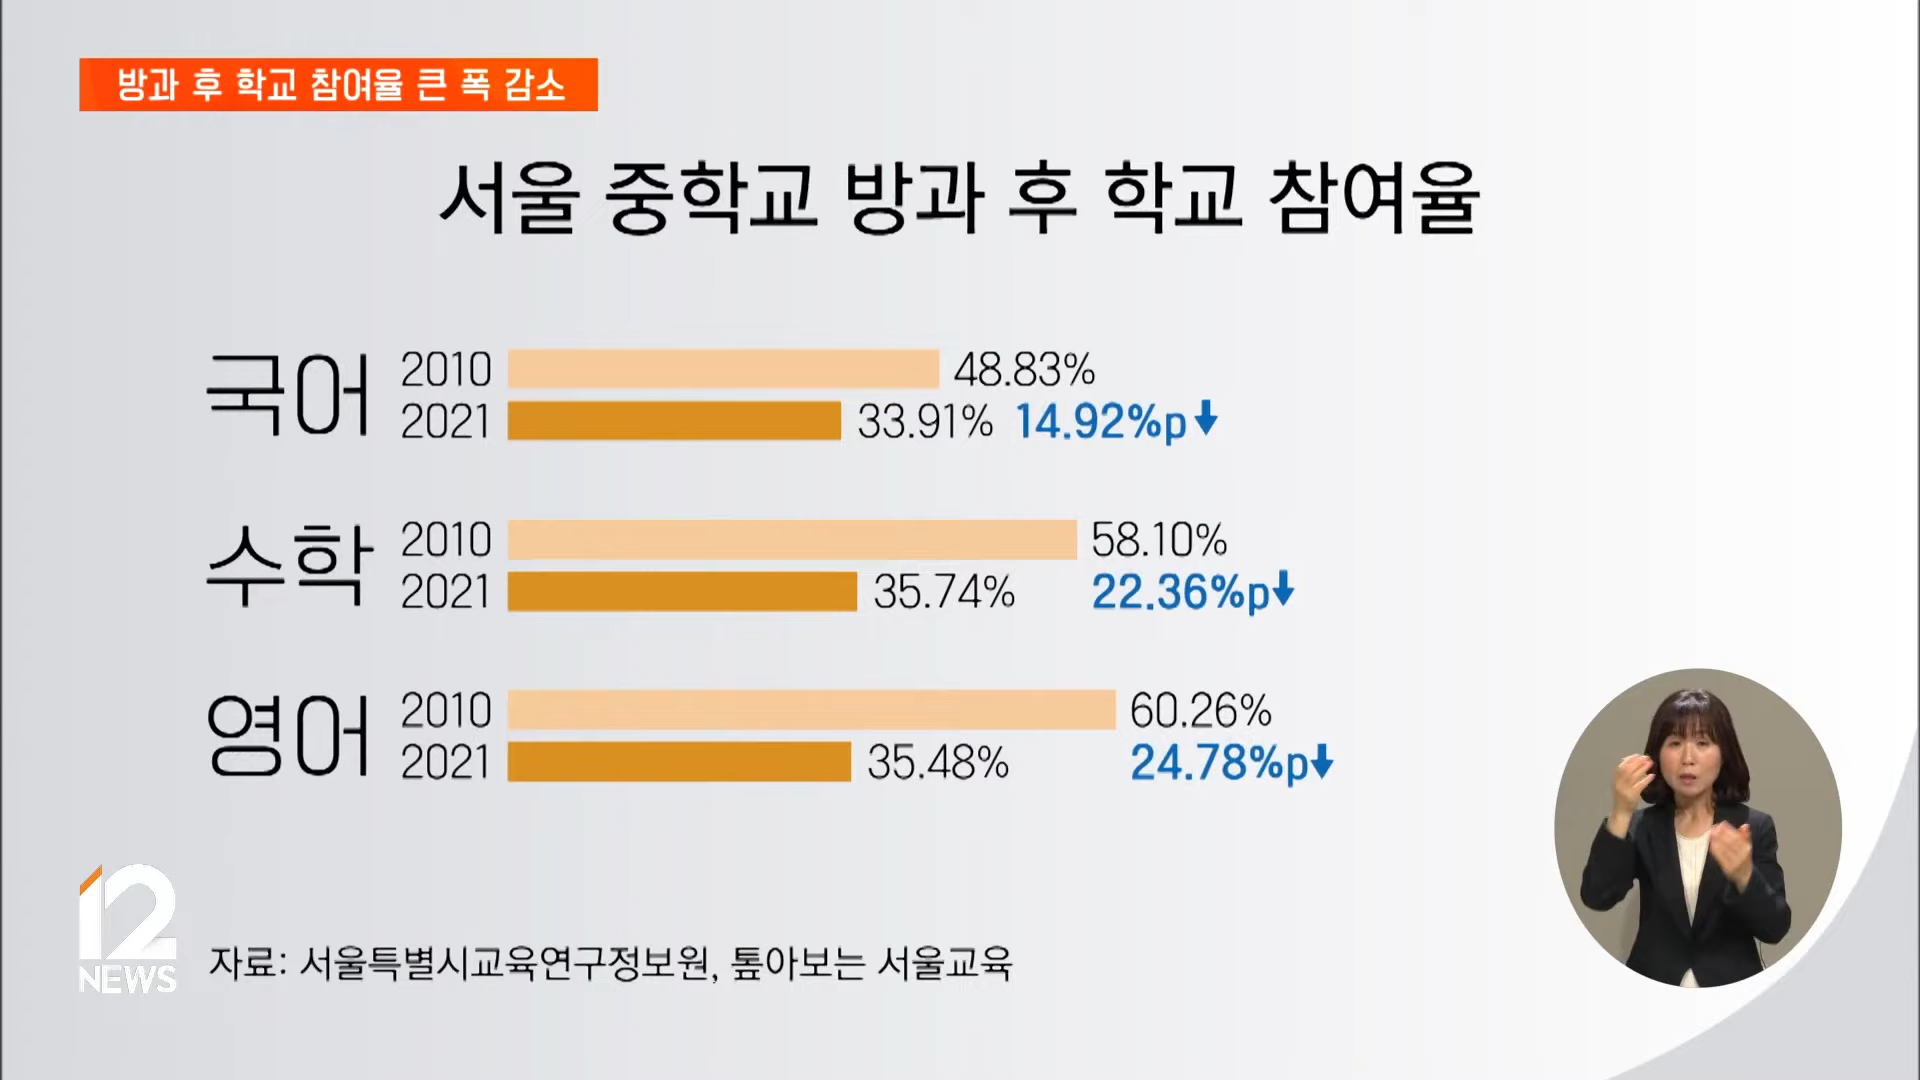 방과 후 학교 참여율 큰 폭 감소
서울 중학교 방과 후 학교 참여율
국어
2010 48.83%
2021 33.91% 14.92%p↓
수학
2010 58.10%
2021 35.74% 22.36%p↓
영어
2010 60.26%
2021 35.48% 24.78%p↓
12
NEWS
자료: 서울특별시교육연구정보원, 톺아보는 서울교육